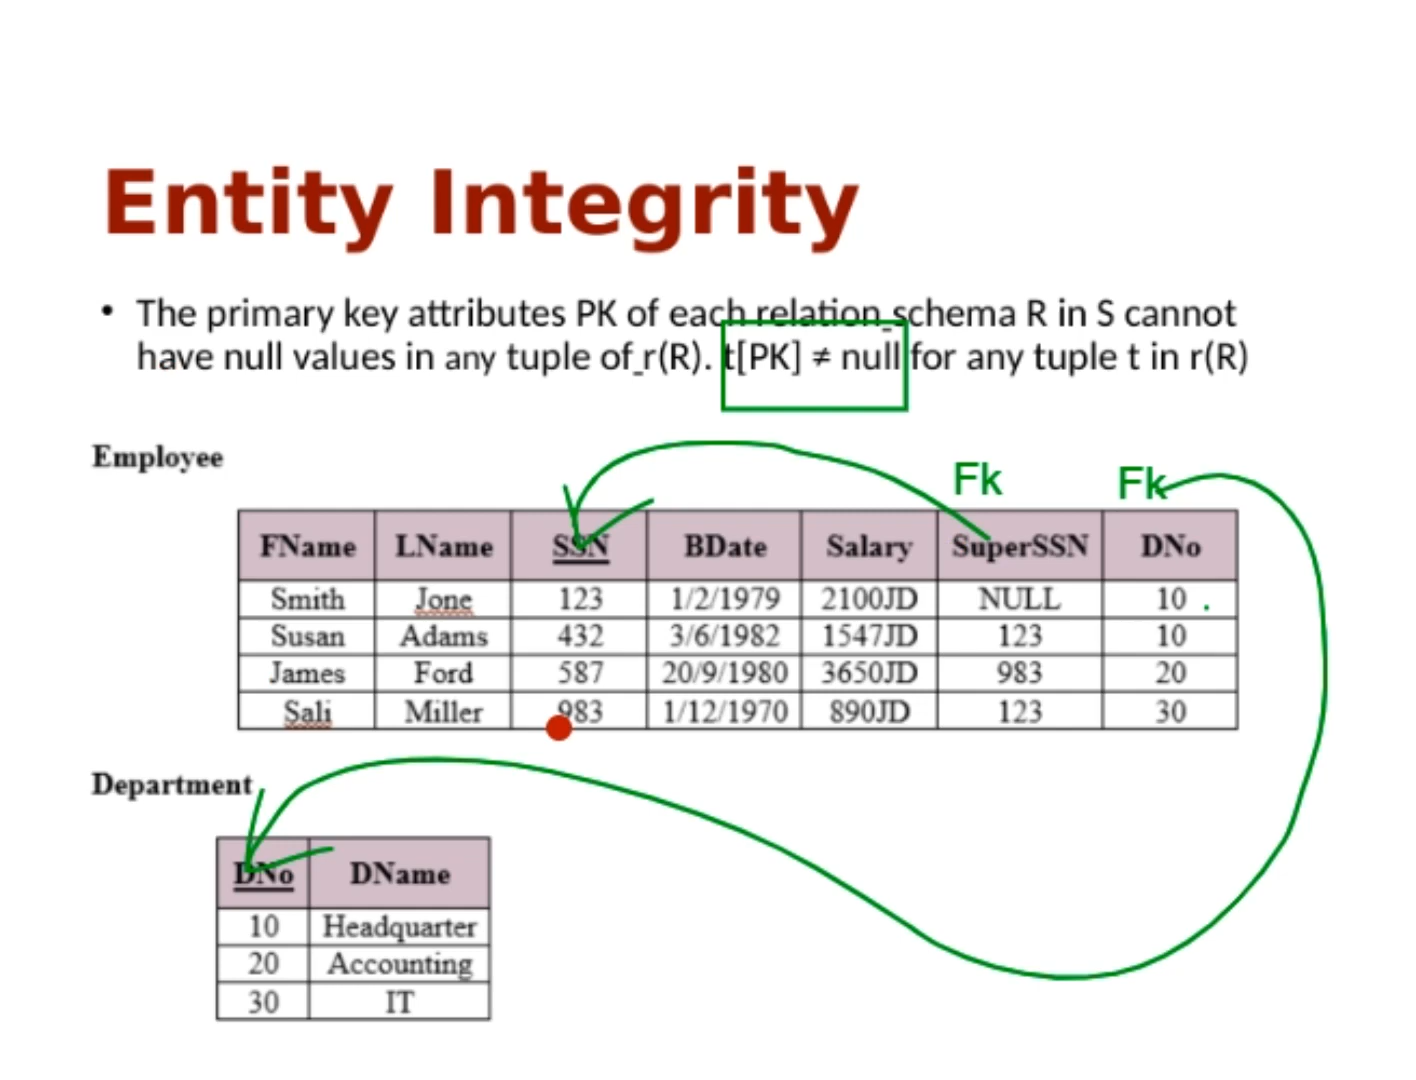 Entity Integrity
• The primary key attributes PK of each relation schema R in S cannot
have null values in any tuple of r(R). t[PK] ≠ null for any tuple t in r(R)
Employee
Fk Fk
FName LName SSN BDate Salary SuperSSN DNo
Smith Jone 123 1/2/1979 2100JD NULL 10 .
Susan Adams 432 3/6/1982 1547JD 123 10
James Ford 587 20/9/1980 3650JD 983 20
Sali Miller 983 1/12/1970 890JD 123 30
Department
DNo DName
10 Headquarter
20 Accounting
30 IT